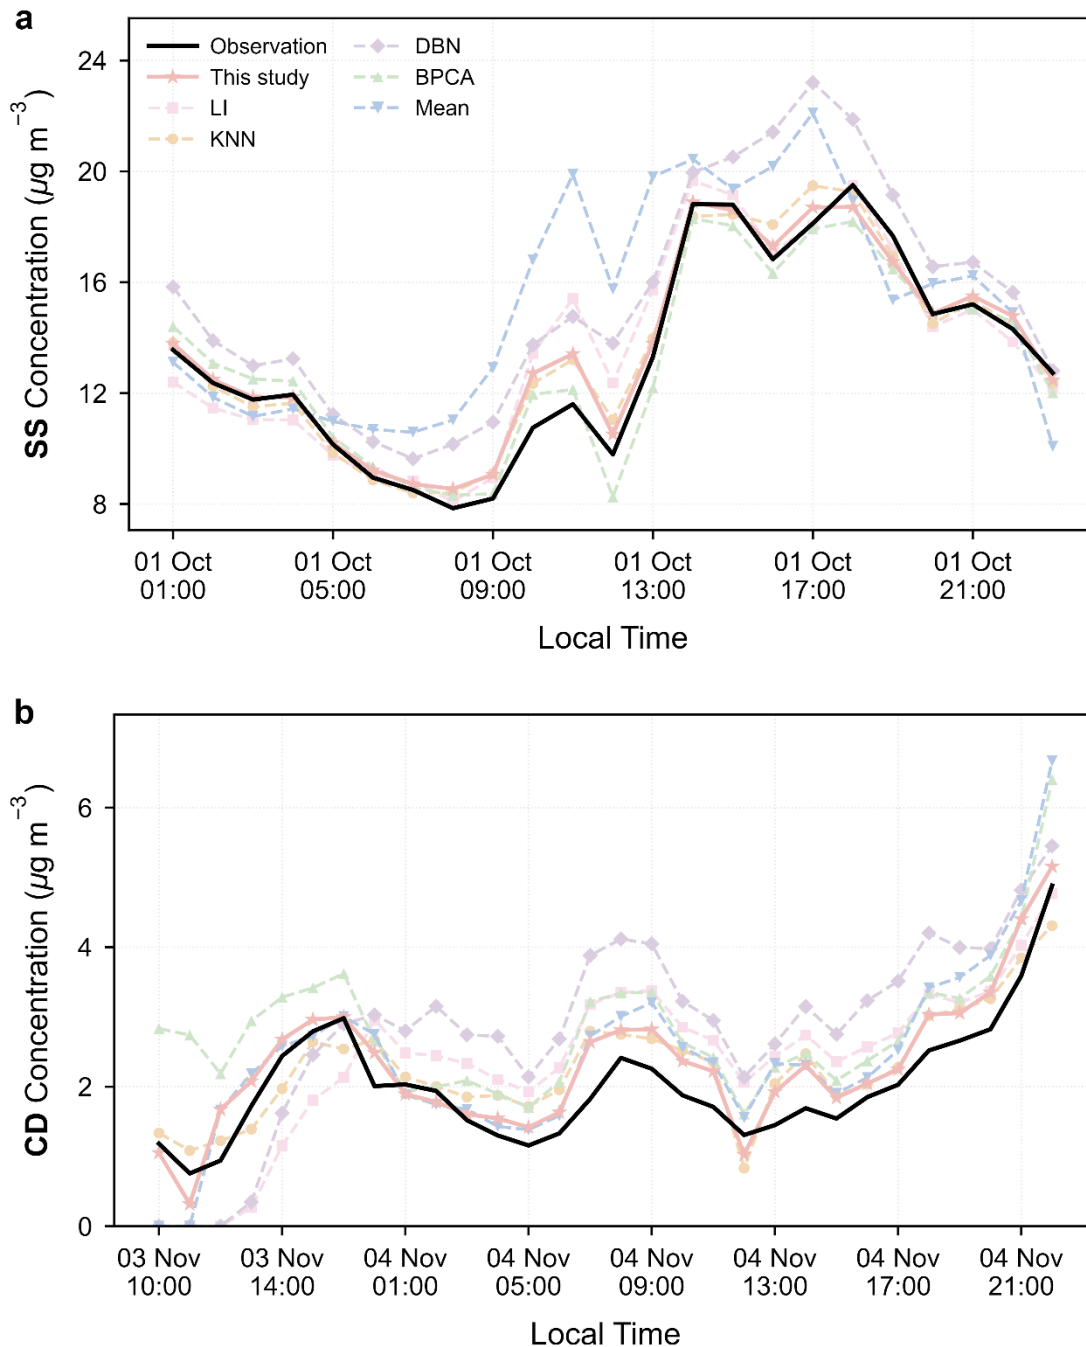 a
Observation
This study
LI
KNN
DBN
BPCA
Mean
SS Concentration (μg m⁻³)
24
20
16
12
8
01 Oct 01:00
01 Oct 05:00
01 Oct 09:00
01 Oct 13:00
01 Oct 17:00
01 Oct 21:00
Local Time
b
CD Concentration (μg m⁻³)
6
4
2
0
03 Nov 10:00
03 Nov 14:00
04 Nov 01:00
04 Nov 05:00
04 Nov 09:00
04 Nov 13:00
04 Nov 17:00
04 Nov 21:00
Local Time